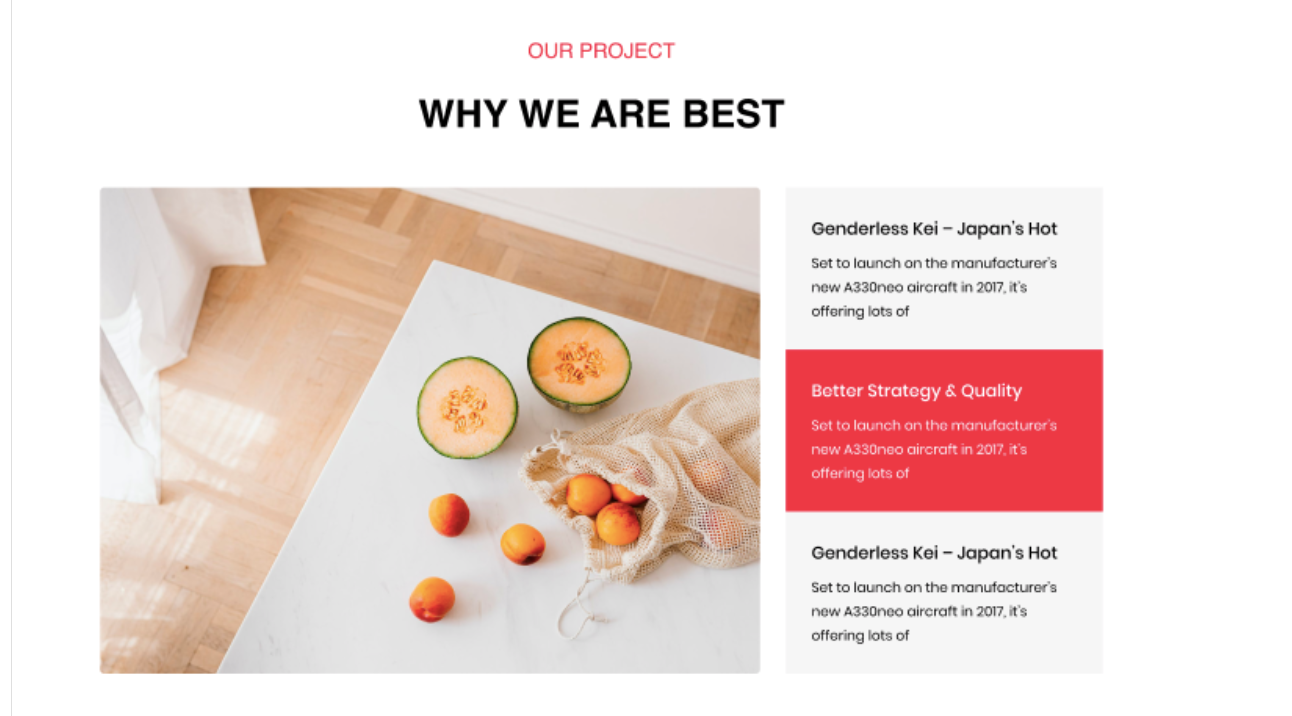 OUR PROJECT
WHY WE ARE BEST
Genderless Kei – Japan's Hot
Set to launch on the manufacturer's
new A330neo aircraft in 2017, it's
offering lots of
Better Strategy & Quality
Set to launch on the manufacturer's
new A330neo aircraft in 2017, it's
offering lots of
Genderless Kei – Japan's Hot
Set to launch on the manufacturer's
new A330neo aircraft in 2017, it's
offering lots of